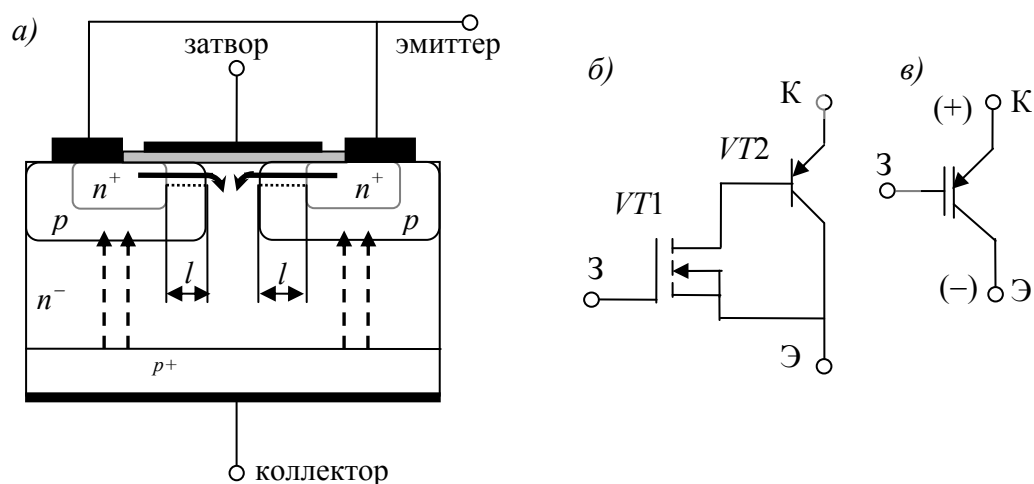 а)
эмиттер
затвор
n+
n+
p
p
l
l
n−
p+
коллектор
б)
К
VT2
VT1
З
Э
в)
(+)
К
З
(−)
Э